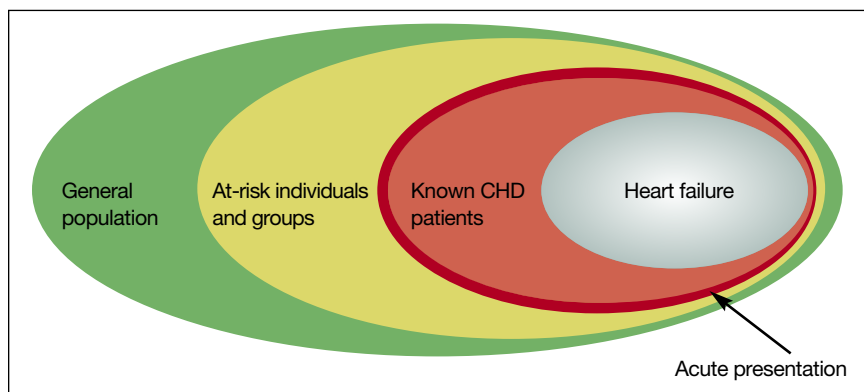 General
population
At-risk individuals
and groups
Known CHD
patients
Heart failure
Acute presentation